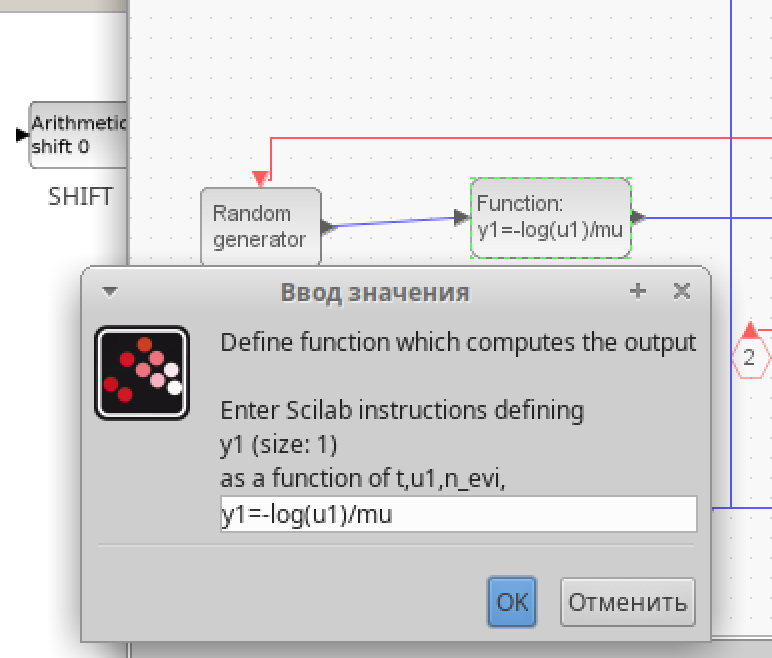 Arithmetic
shift 0
SHIFT
Random
generator
Function:
y1=-log(u1)/mu
2
Ввод значения
Define function which computes the output
Enter Scilab instructions defining
y1 (size: 1)
as a function of t,u1,n_evi,
y1=-log(u1)/mu
OK
Отменить